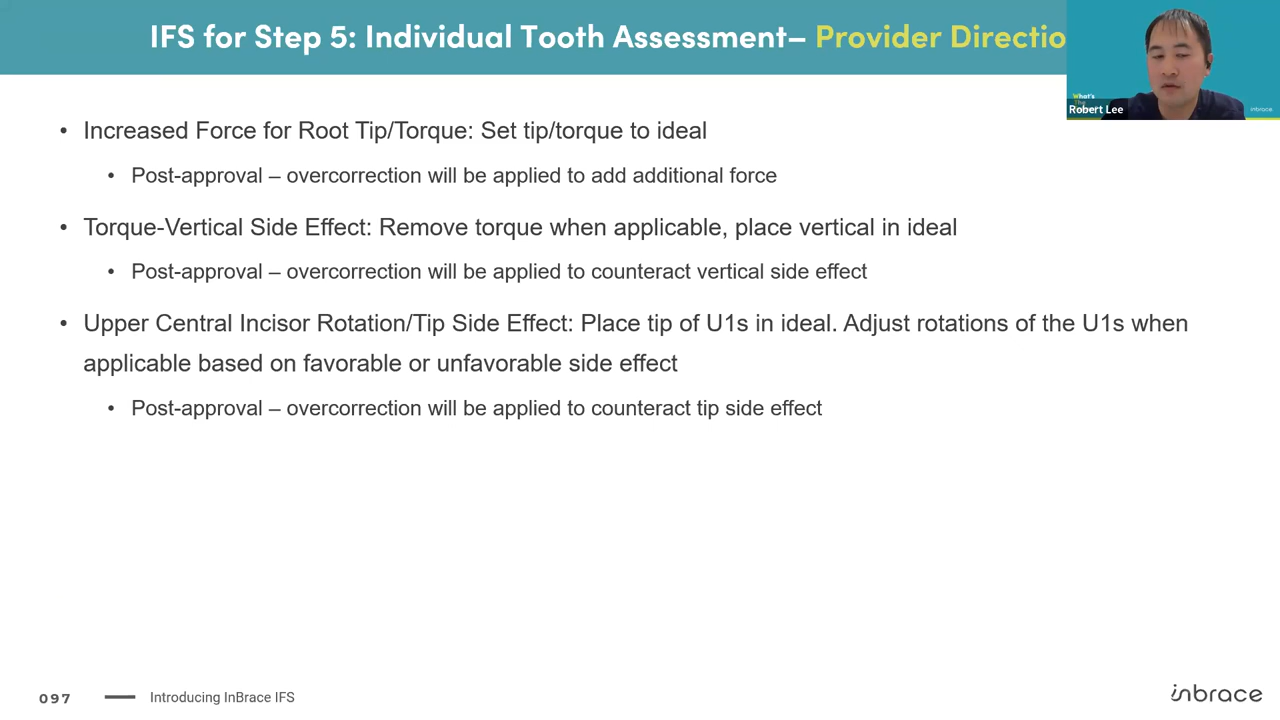 IFS for Step 5: Individual Tooth Assessment– Provider Directio
What's
The
Robert Lee
inbrace
• Increased Force for Root Tip/Torque: Set tip/torque to ideal
• Post-approval – overcorrection will be applied to add additional force
• Torque-Vertical Side Effect: Remove torque when applicable, place vertical in ideal
• Post-approval – overcorrection will be applied to counteract vertical side effect
• Upper Central Incisor Rotation/Tip Side Effect: Place tip of U1s in ideal. Adjust rotations of the U1s when
applicable based on favorable or unfavorable side effect
• Post-approval – overcorrection will be applied to counteract tip side effect
097
Introducing InBrace IFS
inbrace